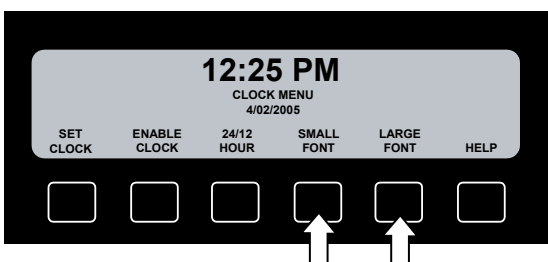 12:25 PM
CLOCK MENU
4/02/2005
SET CLOCK
ENABLE CLOCK
24/12 HOUR
SMALL FONT
LARGE FONT
HELP